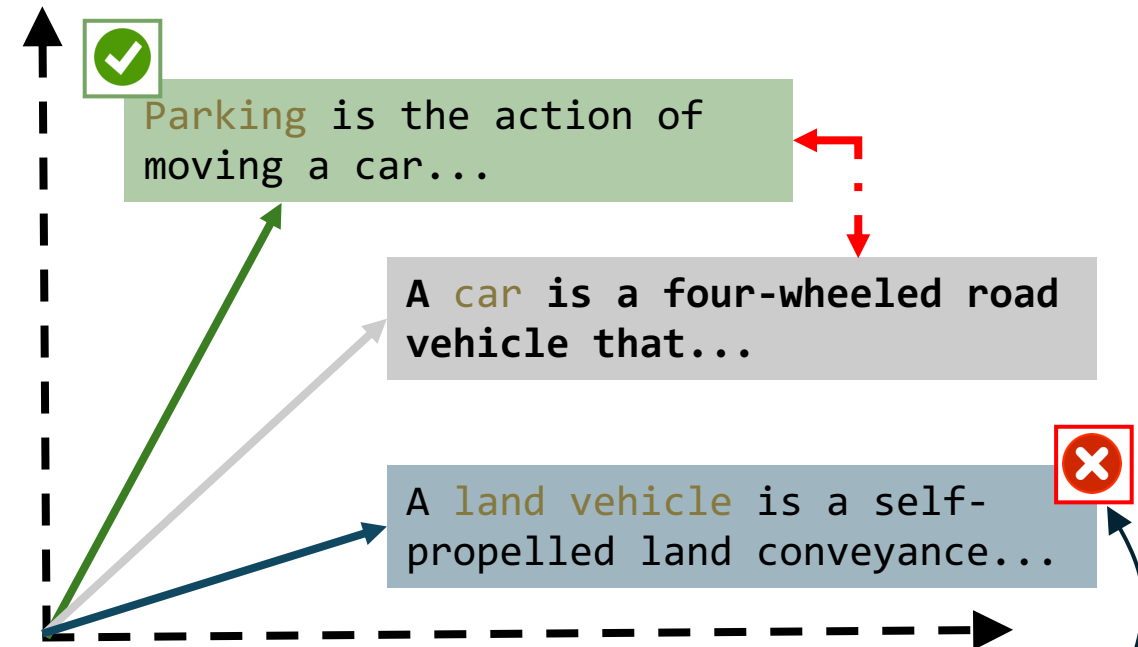 Parking is the action of
moving a car...
A car is a four-wheeled road
vehicle that...
A land vehicle is a self-
propelled land conveyance...